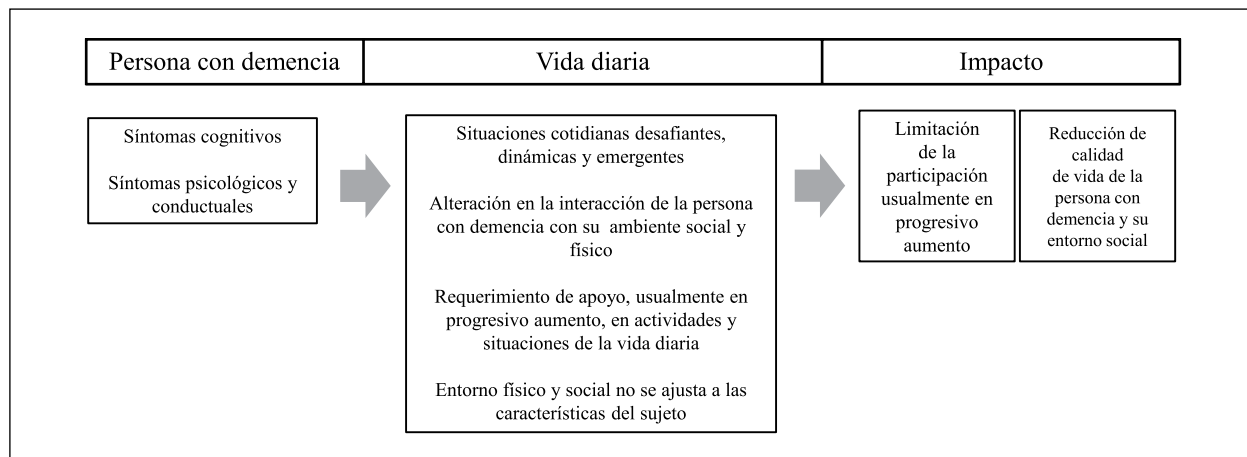 Persona con demencia
Vida diaria
Impacto
Síntomas cognitivos
Síntomas psicológicos y
conductuales
Situaciones cotidianas desafiantes,
dinámicas y emergentes
Alteración en la interacción de la persona
con demencia con su ambiente social y
físico
Requerimiento de apoyo, usualmente en
progresivo aumento, en actividades y
situaciones de la vida diaria
Entorno físico y social no se ajusta a las
características del sujeto
Limitación
de la
participación
usualmente en
progresivo
aumento
Reducción de
calidad
de vida de la
persona con
demencia y su
entorno social